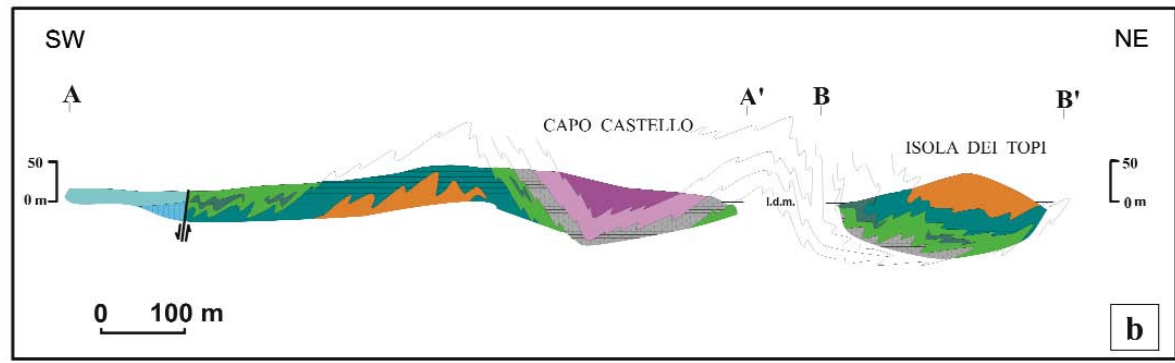 SW
NE
A
A'
B
B'
CAPO CASTELLO
ISOLA DEI TOPI
50
0 m
50
0 m
l.d.m.
0 100 m
b